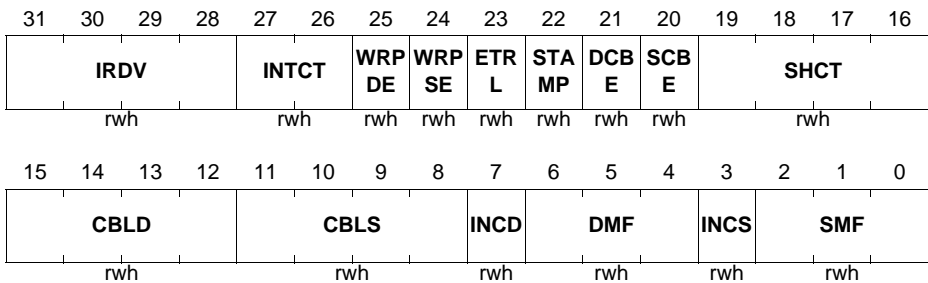 31 30 29 28 27 26 25 24 23 22 21 20 19 18 17 16
IRDV INTCT WRP DE WRP SE ETR L STA MP DCB E SCB E SHCT
rwh rwh rwh rwh rwh rwh rwh rwh rwh
15 14 13 12 11 10 9 8 7 6 5 4 3 2 1 0
CBLD CBLS INCD DMF INCS SMF
rwh rwh rwh rwh rwh rwh